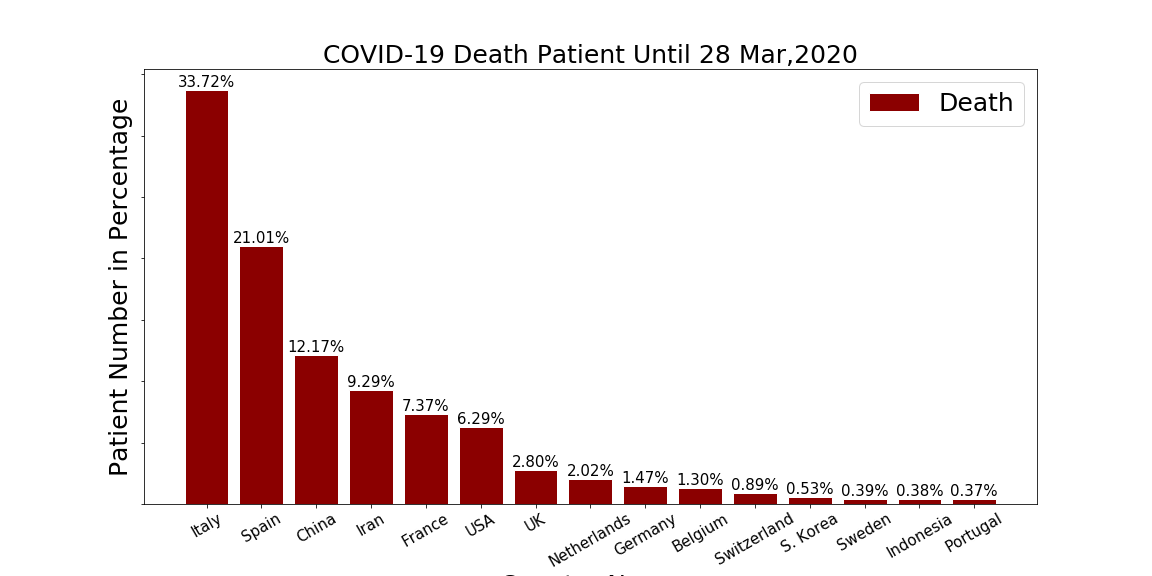 COVID-19 Death Patient Until 28 Mar,2020
Death
Patient Number in Percentage
33.72%
21.01%
12.17%
9.29%
7.37%
6.29%
2.80%
2.02%
1.47%
1.30%
0.89%
0.53%
0.39%
0.38%
0.37%
Italy
Spain
China
Iran
France
USA
UK
Netherlands
Germany
Belgium
Switzerland
S. Korea
Sweden
Indonesia
Portugal